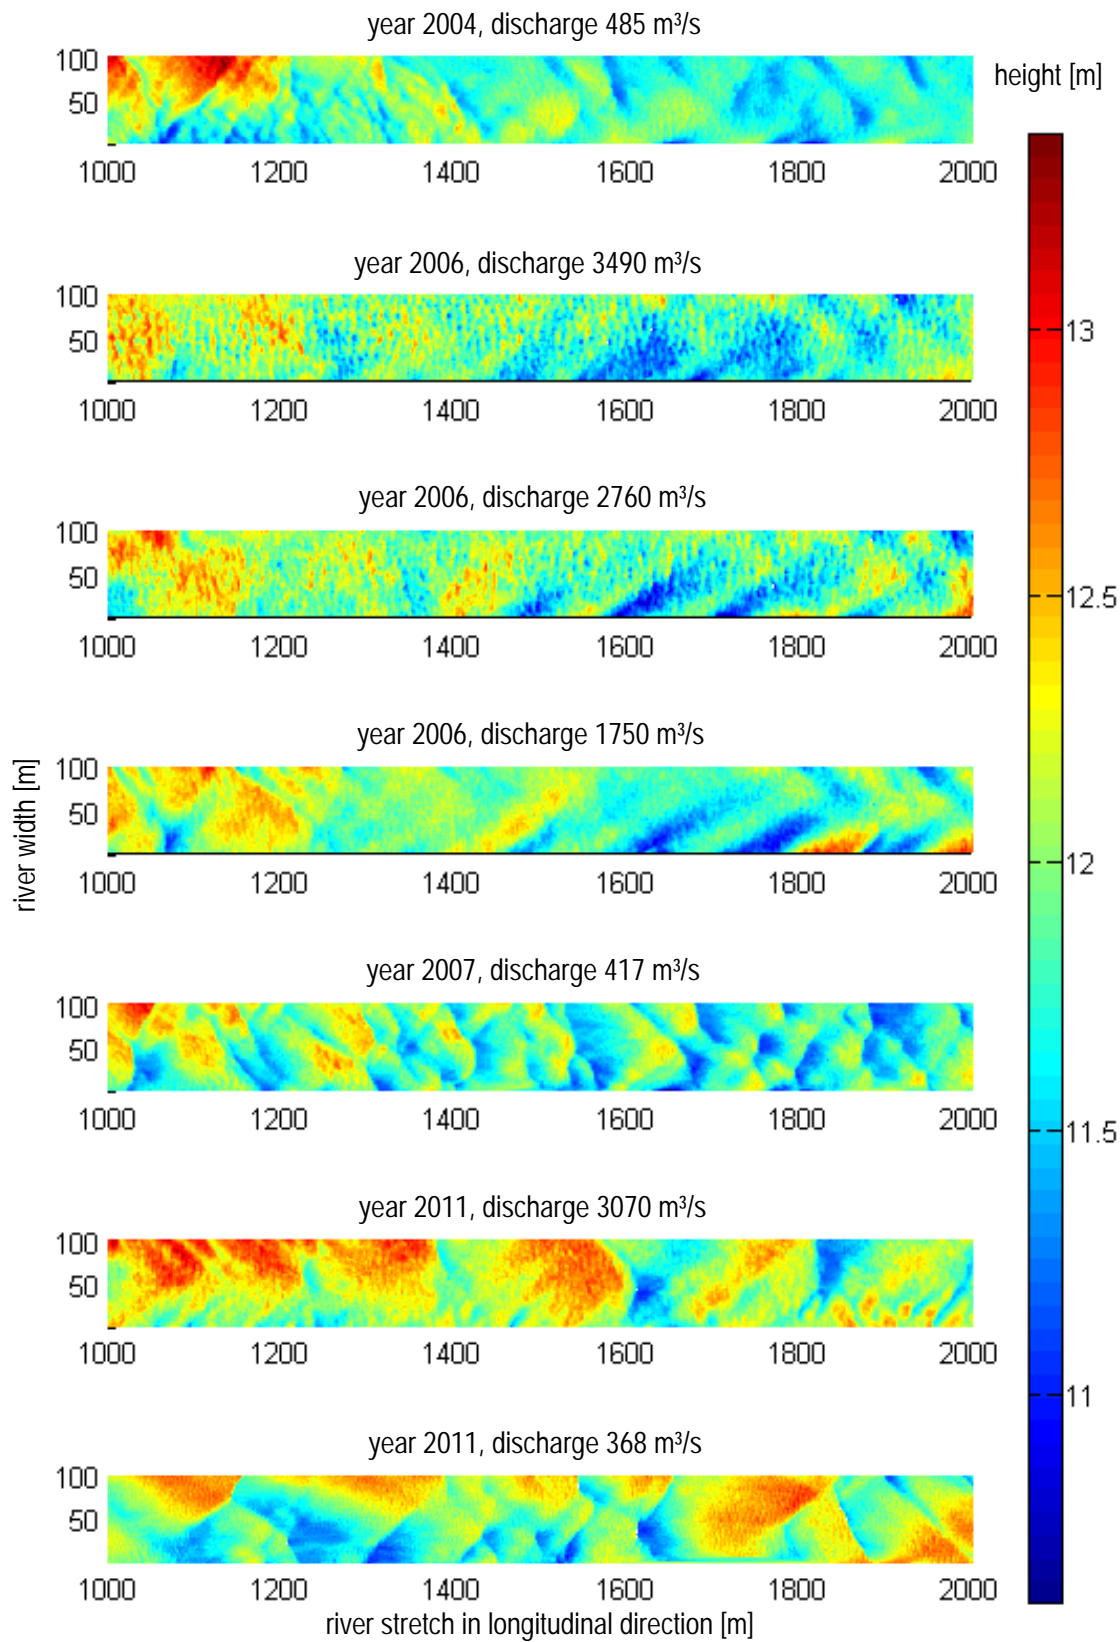 year 2004, discharge 485 m³/s
height [m]
100
50
1000 1200 1400 1600 1800 2000
year 2006, discharge 3490 m³/s
100
50
1000 1200 1400 1600 1800 2000
year 2006, discharge 2760 m³/s
100
50
1000 1200 1400 1600 1800 2000
year 2006, discharge 1750 m³/s
100
50
1000 1200 1400 1600 1800 2000
river width [m]
year 2007, discharge 417 m³/s
100
50
1000 1200 1400 1600 1800 2000
year 2011, discharge 3070 m³/s
100
50
1000 1200 1400 1600 1800 2000
year 2011, discharge 368 m³/s
100
50
1000 1200 1400 1600 1800 2000
river stretch in longitudinal direction [m]
13
12.5
12
11.5
11